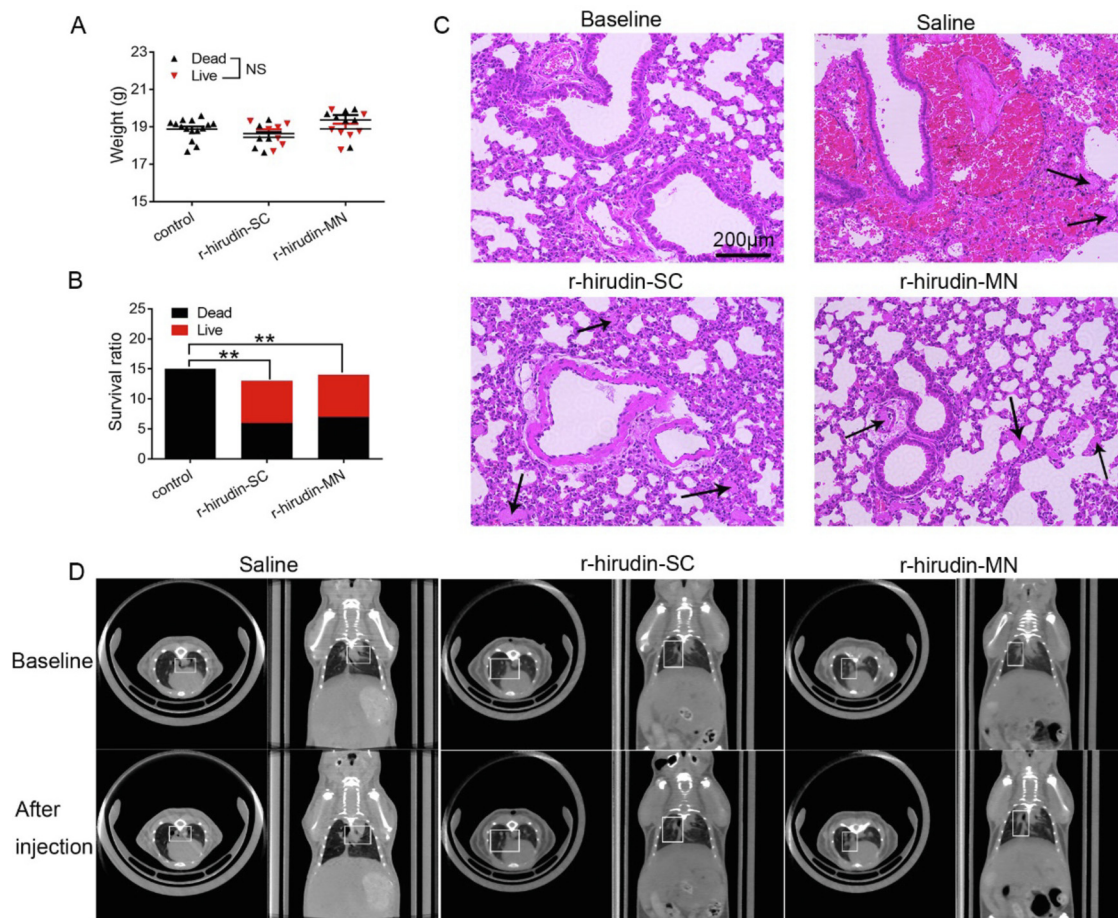 A
Weight (g)
23
21
19
17
15
Dead
Live
NS
control
r-hirudin-SC
r-hirudin-MN
B
Survival ratio
25
20
15
10
5
0
Dead
Live
**
**
control
r-hirudin-SC
r-hirudin-MN
C
Baseline
Saline
200μm
r-hirudin-SC
r-hirudin-MN
D
Saline
r-hirudin-SC
r-hirudin-MN
Baseline
After
injection